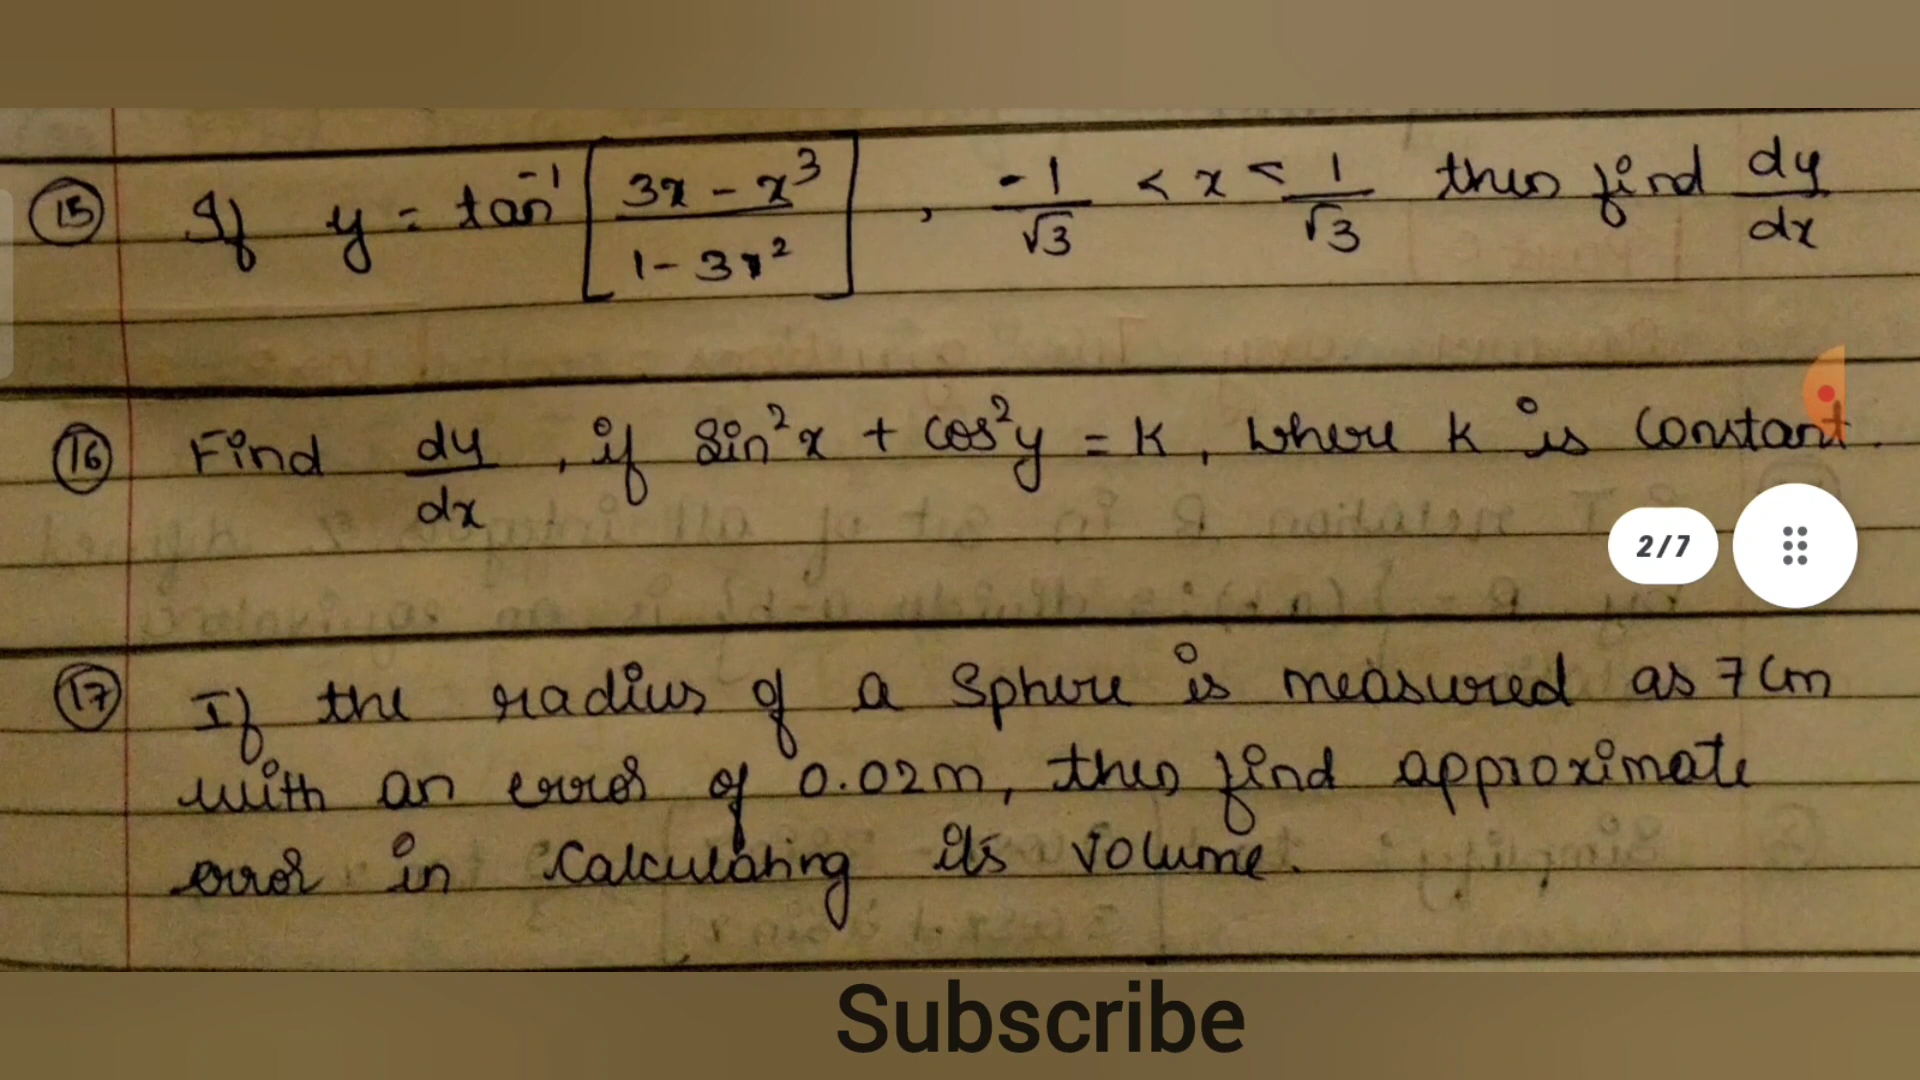 (15) If y = tan⁻¹ [ (3x - x³) / (1 - 3x²) ] , -1/√3 < x < 1/√3 then find dy/dx
(16) Find dy/dx , if Sin²x + cos²y = K , where K is constant.
2/7
(17) If the radius of a Sphere is measured as 7cm
with an error of 0.02m, then find approximate
error in Calculating its volume.
Subscribe